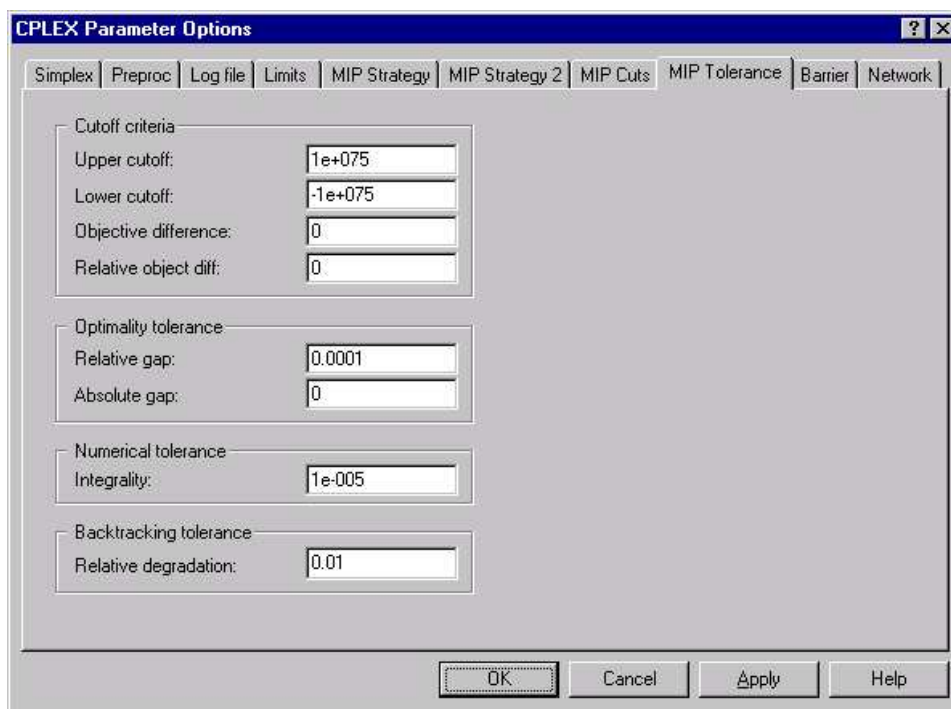 CPLEX Parameter Options
Simplex Preproc Log file Limits MIP Strategy MIP Strategy 2 MIP Cuts MIP Tolerance Barrier Network
Cutoff criteria
Upper cutoff: 1e+075
Lower cutoff: -1e+075
Objective difference: 0
Relative object diff: 0
Optimality tolerance
Relative gap: 0.0001
Absolute gap: 0
Numerical tolerance
Integrality: 1e-005
Backtracking tolerance
Relative degradation: 0.01
OK Cancel Apply Help